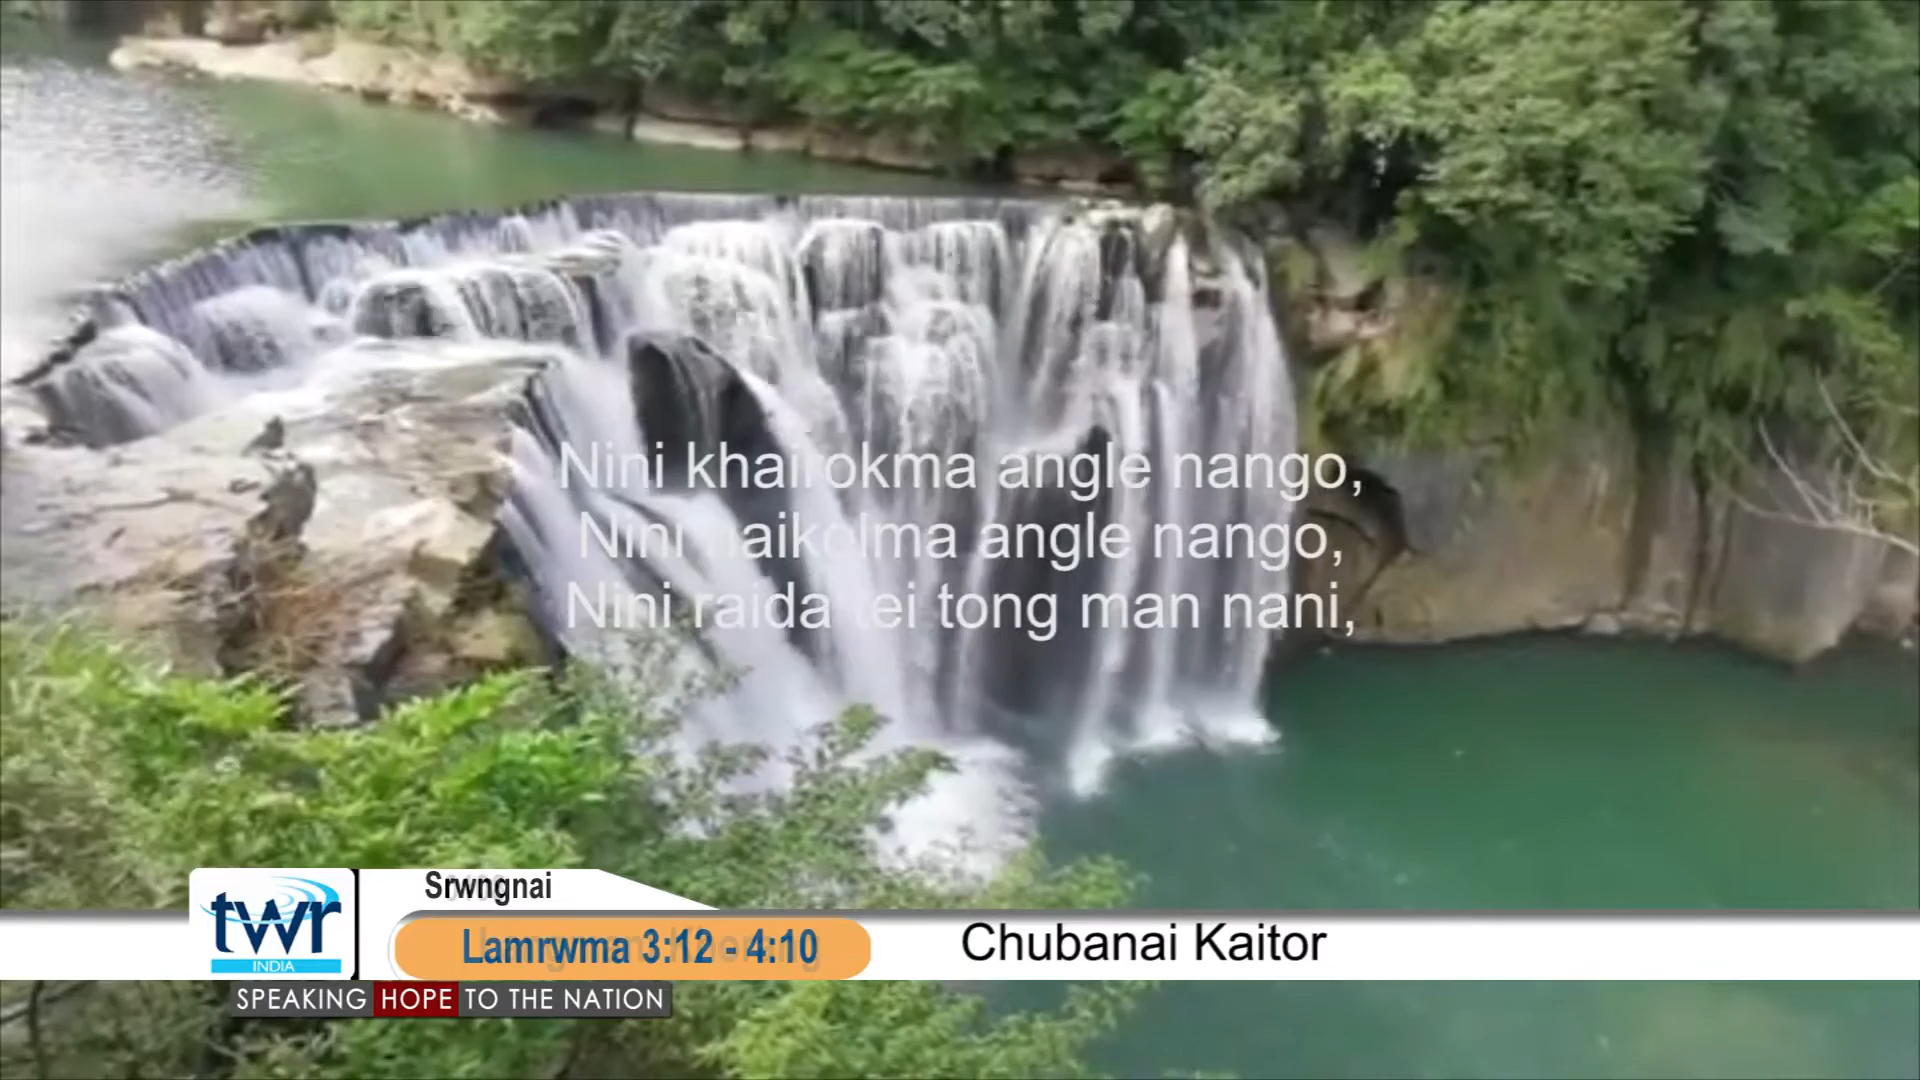 Nini khairokma angle nango,
Nini naikolma angle nango,
Nini raida tei tong man nani,
Srwngnai
Lamrwma 3:12 - 4:10
Chubanai Kaitor
twr
INDIA
SPEAKING HOPE TO THE NATION